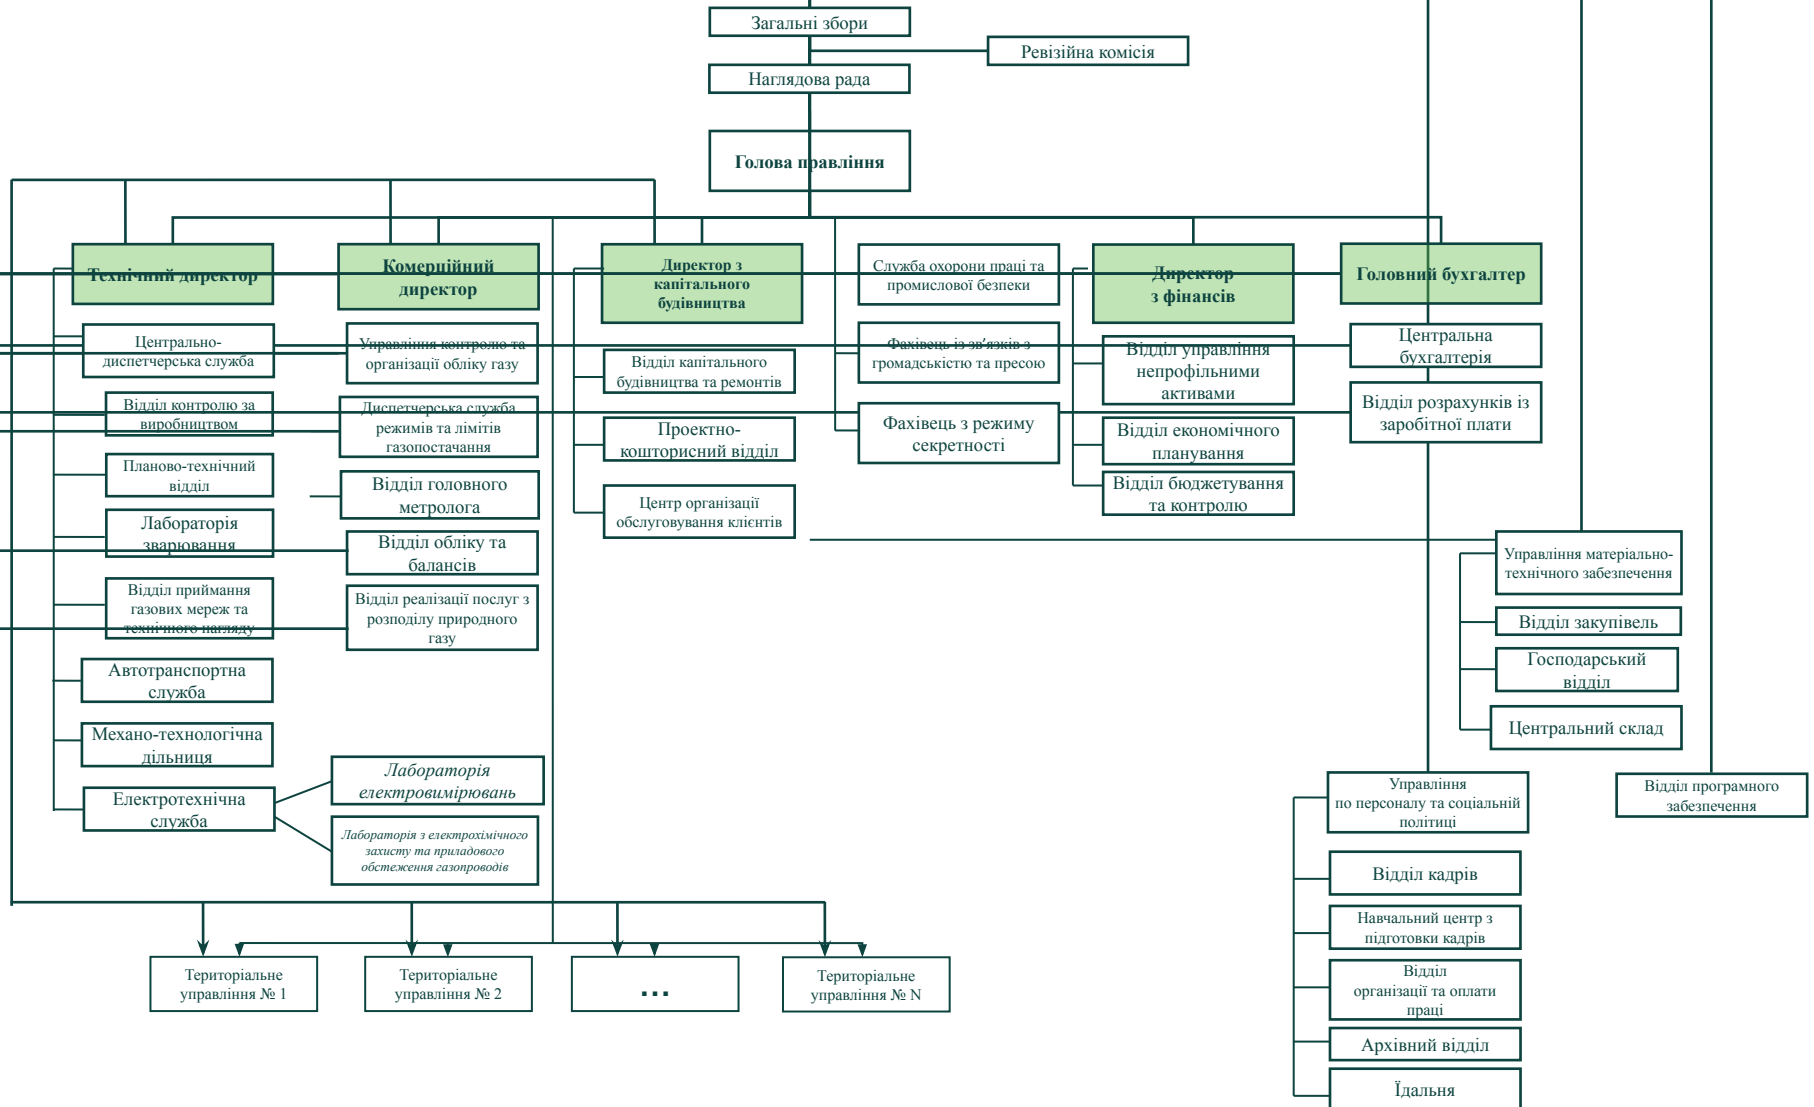 Загальні збори
Ревізійна комісія
Наглядова рада
Голова правління
Технічний директор
Комерційний
директор
Директор з
капітального
будівництва
Служба охорони праці та
промислової безпеки
Директор
з фінансів
Головний бухгалтер
Центрально-
диспетчерська служба
Відділ контролю за
виробництвом
Планово-технічний
відділ
Лабораторія
зварювання
Відділ приймання
газових мереж та
технічного нагляду
Автотранспортна
служба
Механо-технологічна
дільниця
Електротехнічна
служба
Управління контролю та
організації обліку газу
Диспетчерська служба
режимів та лімітів
газопостачання
Відділ головного
метролога
Відділ обліку та
балансів
Відділ реалізації послуг з
розподілу природного
газу
Лабораторія
електровимірювань
Лабораторія з електрохімічного
захисту та приладового
обстеження газопроводів
Відділ капітального
будівництва та ремонтів
Проектно-
кошторисний відділ
Центр організації
обслуговування клієнтів
Фахівець із зв’язків з
громадськістю та пресою
Фахівець з режиму
секретності
Відділ управління
непрофільними
активами
Відділ економічного
планування
Відділ бюджетування
та контролю
Центральна
бухгалтерія
Відділ розрахунків із
заробітної плати
Управління матеріально-
технічного забезпечення
Відділ закупівель
Господарський
відділ
Центральний склад
Управління
по персоналу та соціальній
політиці
Відділ програмного
забезпечення
Відділ кадрів
Навчальний центр з
підготовки кадрів
Відділ
організації та оплати
праці
Архівний відділ
Їдальня
Територіальне
управління № 1
Територіальне
управління № 2
...
Територіальне
управління № N